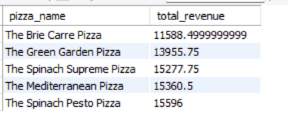 pizza_name total_revenue
The Brie Carre Pizza 11588.4999999999
The Green Garden Pizza 13955.75
The Spinach Supreme Pizza 15277.75
The Mediterranean Pizza 15360.5
The Spinach Pesto Pizza 15596